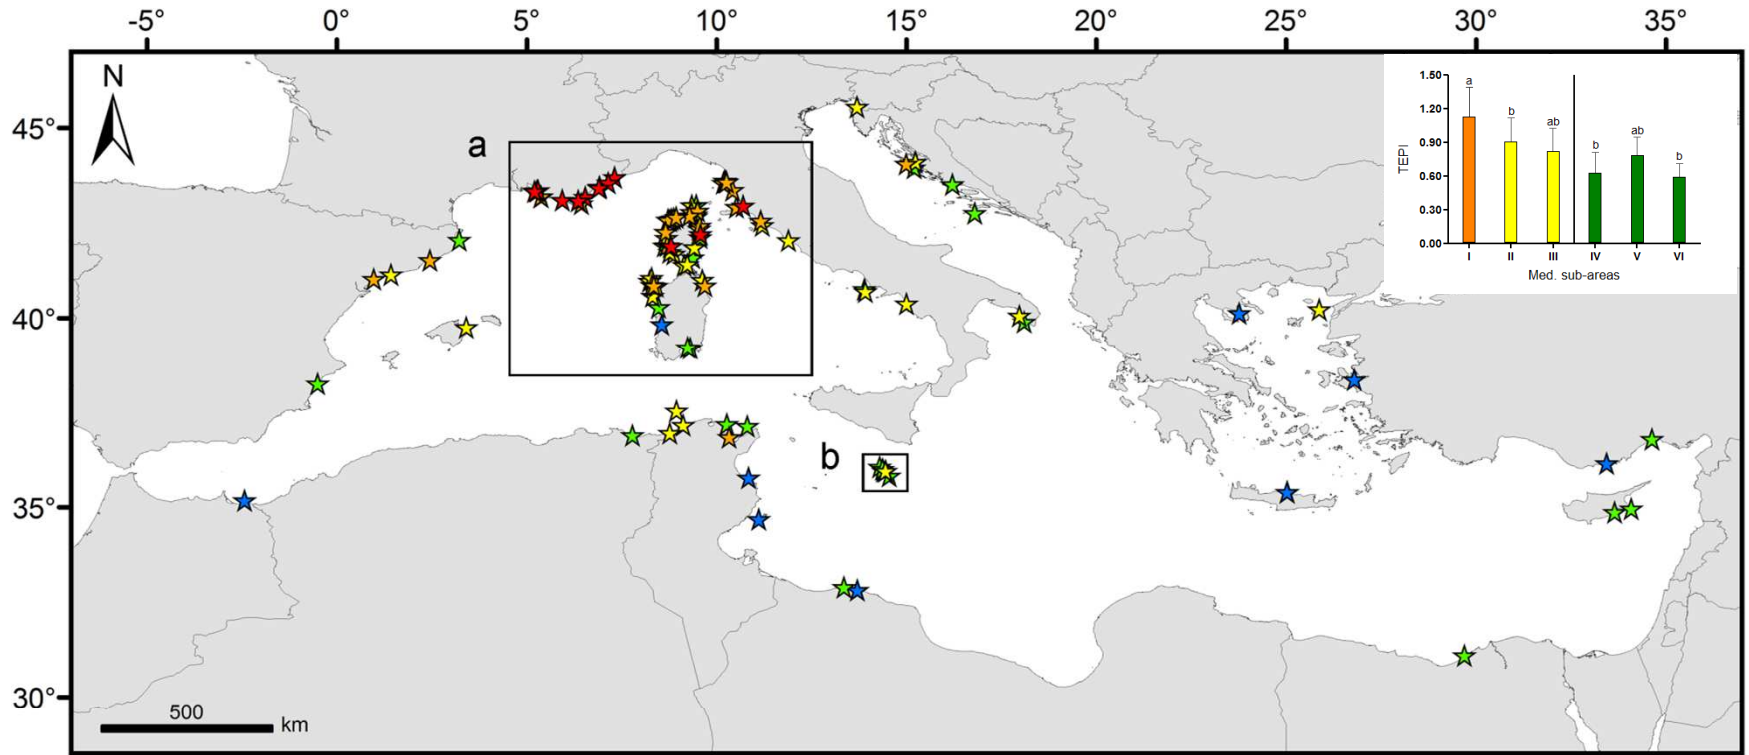 -5° 0° 5° 10° 15° 20° 25° 30° 35°
N
45°
40°
35°
30°
a
b
500
km
1.50
1.20
0.90
0.60
0.30
0.00
TEPI
a
b
ab
b
ab
b
I II III IV V VI
Med. sub-areas